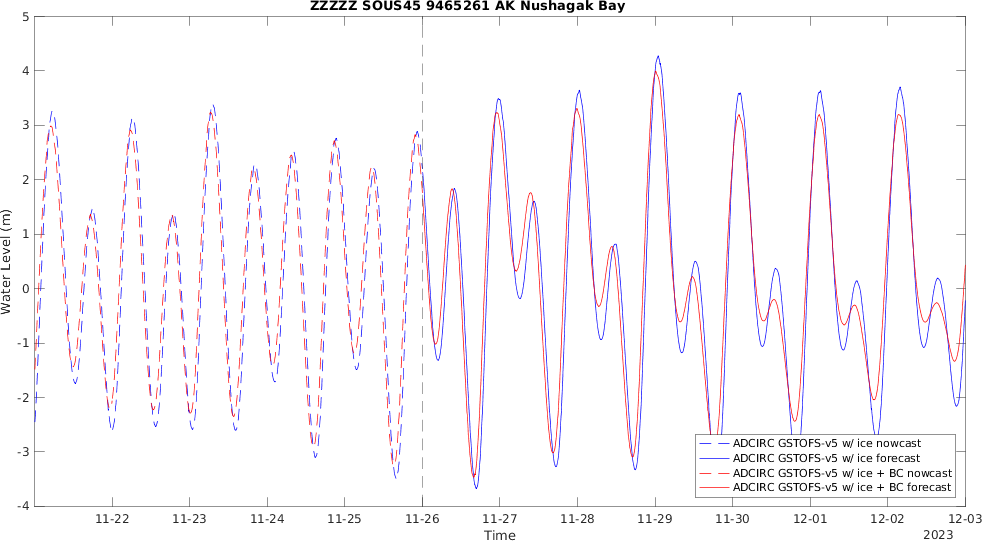 ZZZZZ SOUS45 9465261 AK Nushagak Bay
5
4
3
2
1
0
-1
-2
-3
-4
Water Level (m)
ADCIRC GSTOFS-v5 w/ ice nowcast
ADCIRC GSTOFS-v5 w/ ice forecast
ADCIRC GSTOFS-v5 w/ ice + BC nowcast
ADCIRC GSTOFS-v5 w/ ice + BC forecast
11-22 11-23 11-24 11-25 11-26 11-27 11-28 11-29 11-30 12-01 12-02 12-03
Time 2023